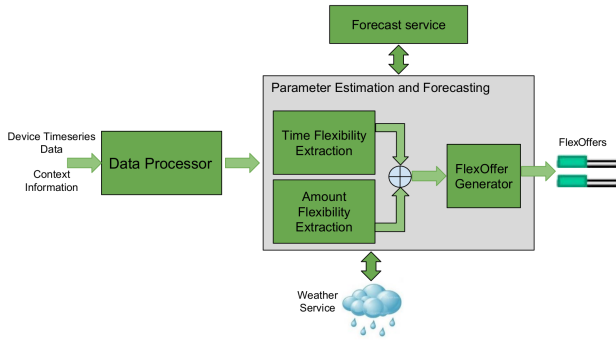 Forecast service
Parameter Estimation and Forecasting
Device Timeseries
Data
Context
Information
Data Processor
Time Flexibility
Extraction
Amount
Flexibility
Extraction
FlexOffer
Generator
FlexOffers
Weather
Service